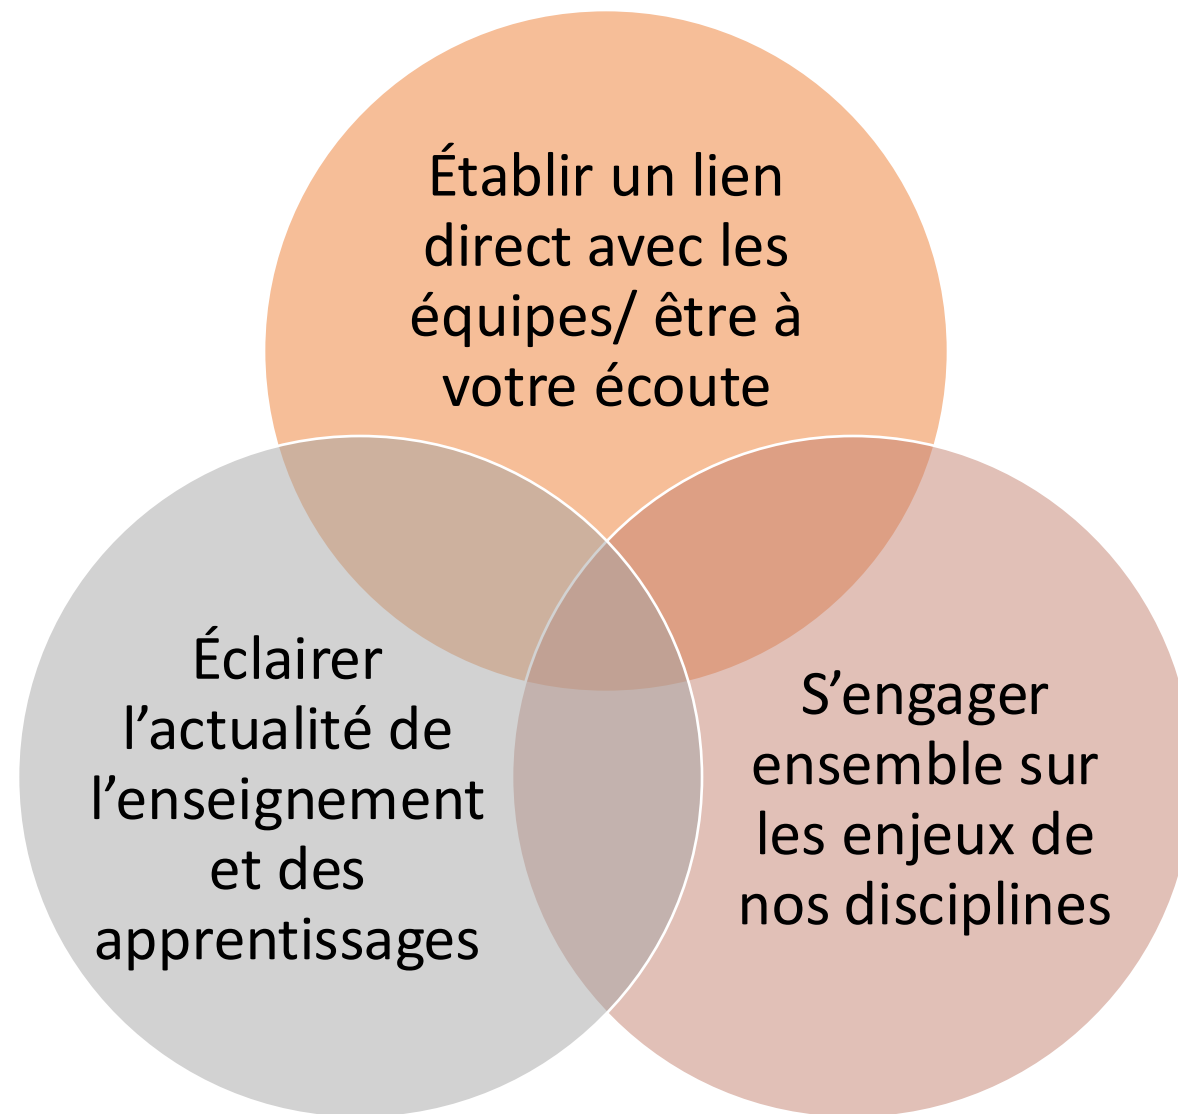 Établir un lien
direct avec les
équipes/ être à
votre écoute
Éclairer
l’actualité de
l’enseignement
et des
apprentissages
S’engager
ensemble sur
les enjeux de
nos disciplines